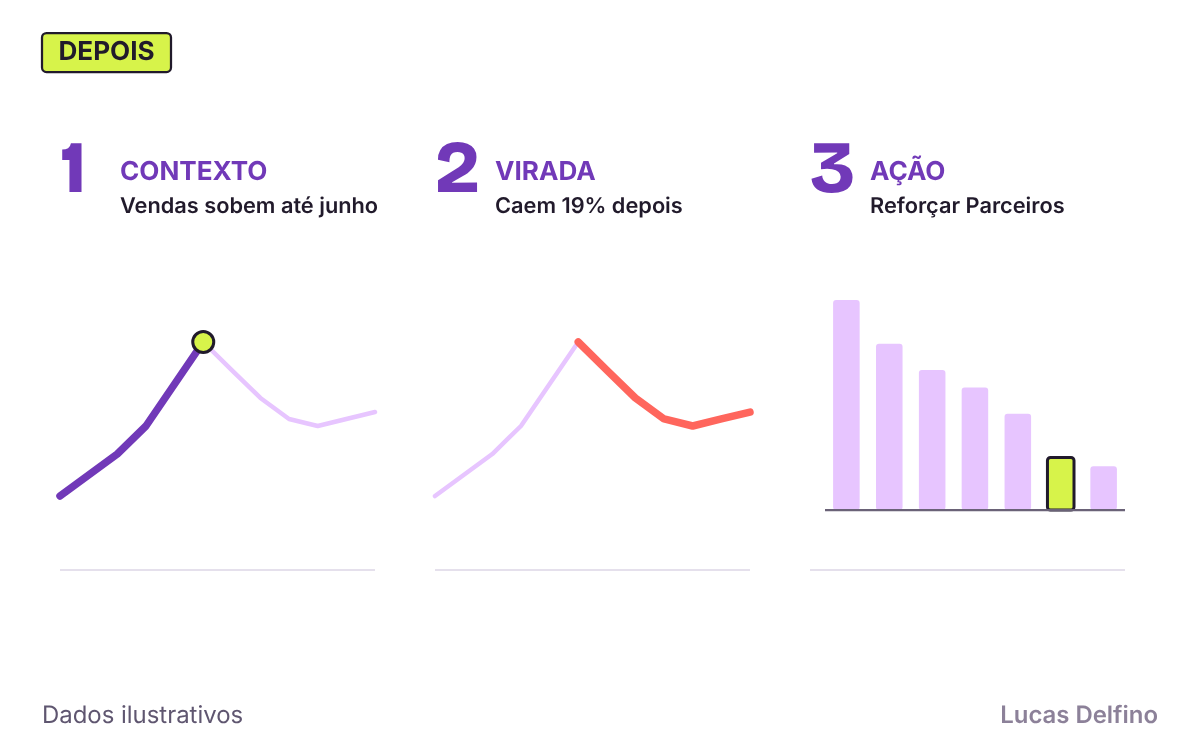 DEPOIS
1 CONTEXTO
Vendas sobem até junho
2 VIRADA
Caem 19% depois
3 AÇÃO
Reforçar Parceiros
Dados ilustrativos
Lucas Delfino